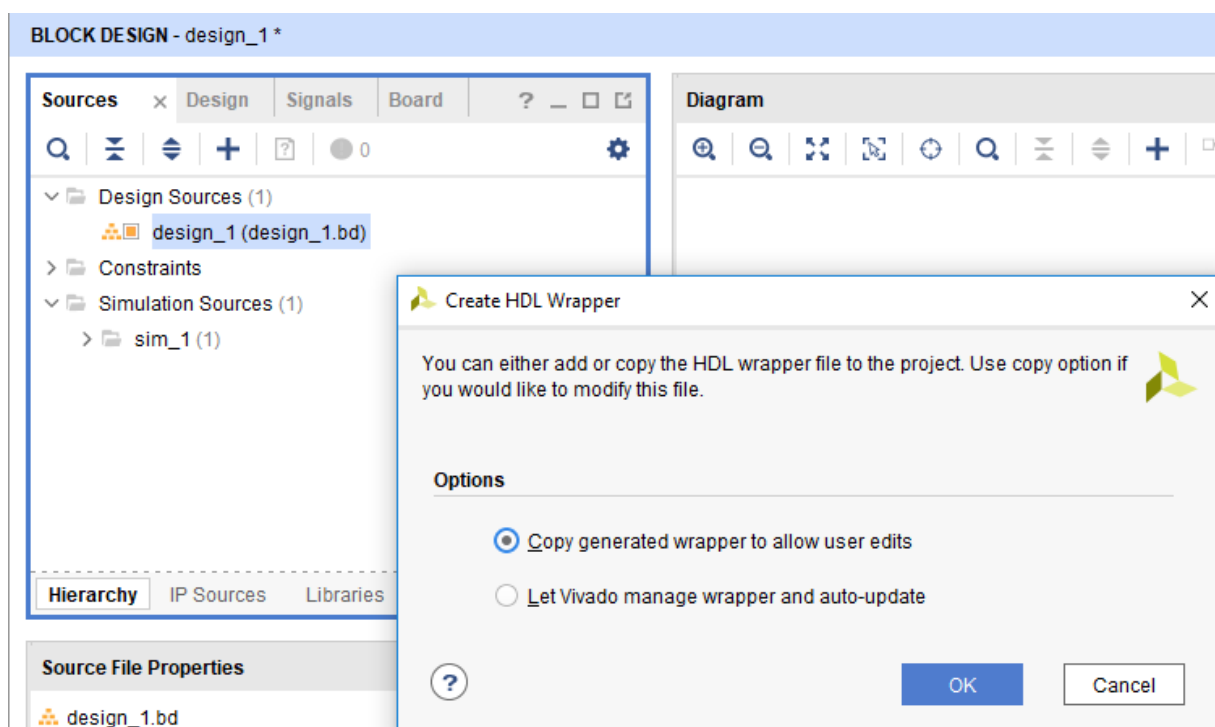 BLOCK DESIGN - design_1 *
Sources Design Signals Board
Diagram
0
Design Sources (1)
design_1 (design_1.bd)
Constraints
Simulation Sources (1)
sim_1 (1)
Create HDL Wrapper
You can either add or copy the HDL wrapper file to the project. Use copy option if
you would like to modify this file.
Options
Copy generated wrapper to allow user edits
Let Vivado manage wrapper and auto-update
Hierarchy IP Sources Libraries
OK Cancel
Source File Properties
design_1.bd